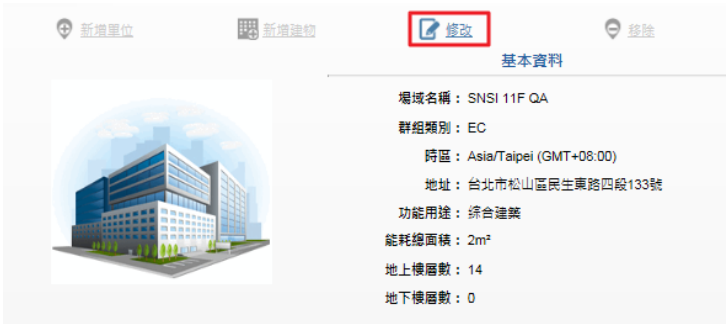 新增單位 新增建物 修改 移除
基本資料
場域名稱： SNSI 11F QA
群組類別： EC
時區： Asia/Taipei (GMT+08:00)
地址： 台北市松山區民生東路四段133號
功能用途： 綜合建築
能耗總面積： 2m²
地上樓層數： 14
地下樓層數： 0